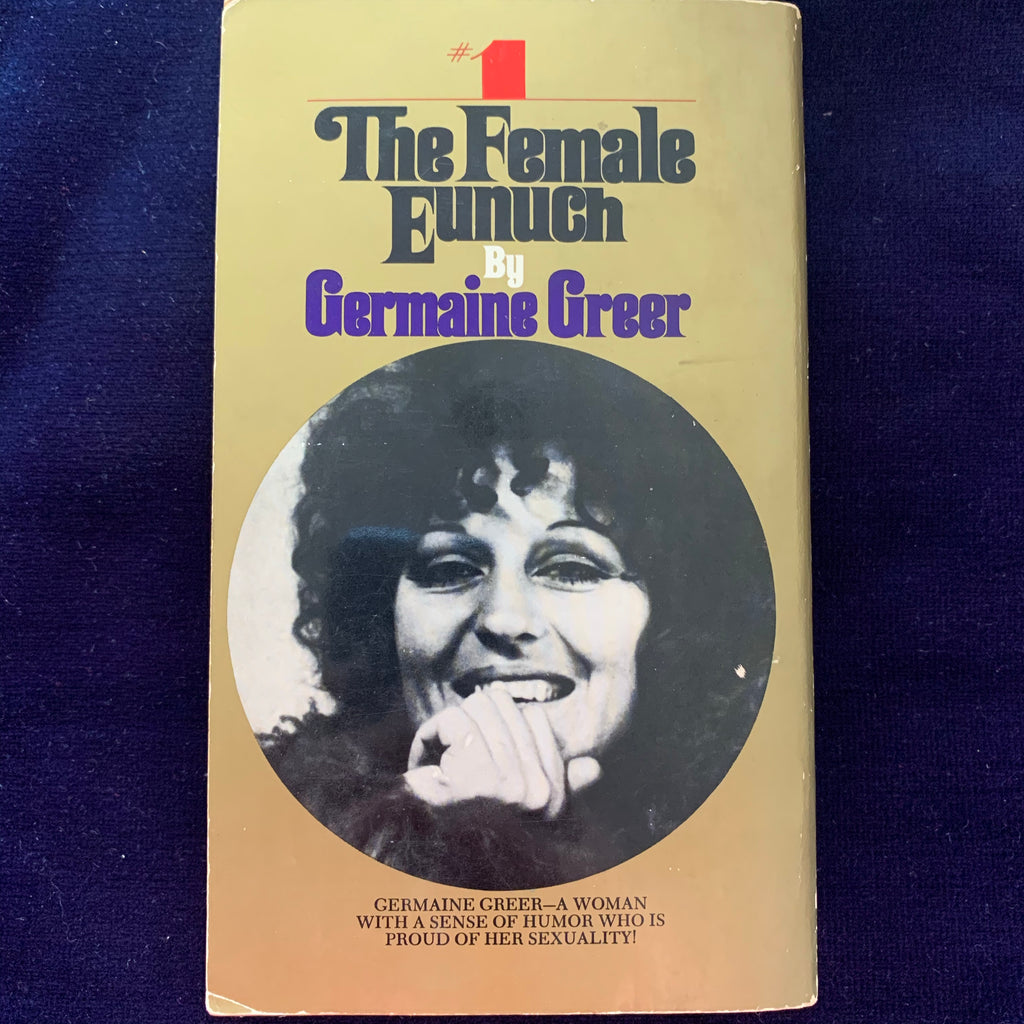 #1
The Female
Eunuch
By
Germaine Greer
GERMAINE GREER—A WOMAN
WITH A SENSE OF HUMOR WHO IS
PROUD OF HER SEXUALITY!